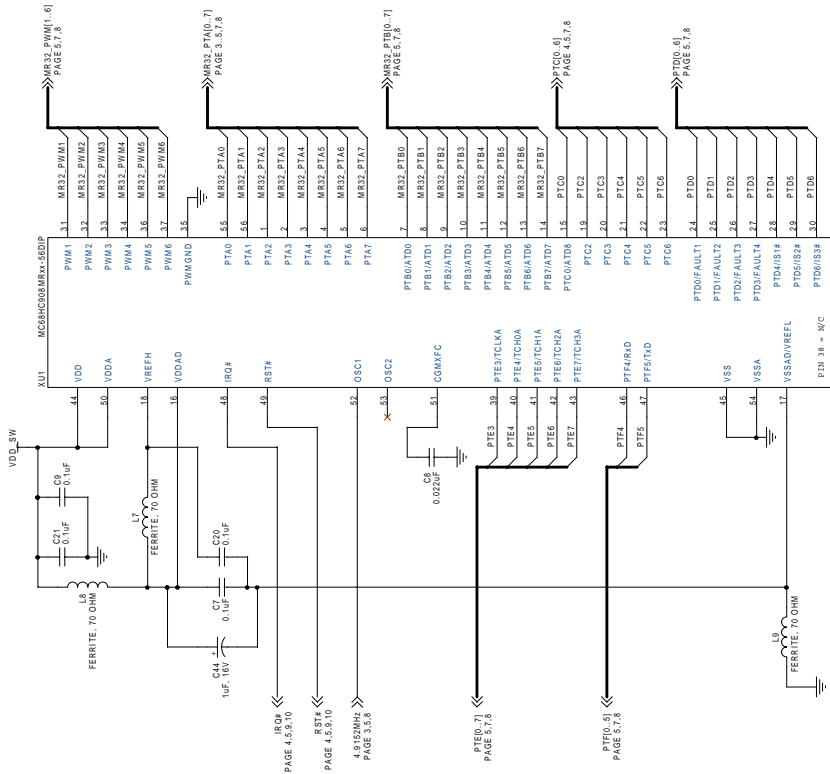 MR32_PWM[1..6]
PAGE 5,7,8
MR32_PTA[0..7]
PAGE 3..5,7,8
MR32_PTB[0..7]
PAGE 5,7,8
PTC[0..6]
PAGE 4,5,7,8
PTD[0..6]
PAGE 5,7,8
MR32_PWM1
MR32_PWM2
MR32_PWM3
MR32_PWM4
MR32_PWM5
MR32_PWM6
MR32_PTA0
MR32_PTA1
MR32_PTA2
MR32_PTA3
MR32_PTA4
MR32_PTA5
MR32_PTA6
MR32_PTA7
MR32_PTB0
MR32_PTB1
MR32_PTB2
MR32_PTB3
MR32_PTB4
MR32_PTB5
MR32_PTB6
MR32_PTB7
PTC0
PTC2
PTC3
PTC4
PTC5
PTC6
PTD0
PTD1
PTD2
PTD3
PTD4
PTD5
PTD6
31
32
33
34
36
37
35
55
56
1
2
3
4
5
6
7
8
9
10
11
12
13
14
15
19
20
21
22
23
24
25
26
27
28
29
30
MC68HC908MRxx-56DIP
PWM1
PWM2
PWM3
PWM4
PWM5
PWM6
PWMGND
PTA0
PTA1
PTA2
PTA3
PTA4
PTA5
PTA6
PTA7
PTB0/ATD0
PTB1/ATD1
PTB2/ATD2
PTB3/ATD3
PTB4/ATD4
PTB5/ATD5
PTB6/ATD6
PTB7/ATD7
PTC0/ATD8
PTC2
PTC3
PTC4
PTC5
PTC6
PTD0/FAULT1
PTD1/FAULT2
PTD2/FAULT3
PTD3/FAULT4
PTD4/IS1#
PTD5/IS2#
PTD6/IS3#
PIN 38 = N/C
XU1
VDD
VDDA
VREFH
VDDAD
IRQ#
RST#
OSC1
OSC2
CGMXFC
PTE3/TCLKA
PTE4/TCH0A
PTE5/TCH1A
PTE6/TCH2A
PTE7/TCH3A
PTF4/RxD
PTF5/TxD
VSS
VSSA
VSSAD/VREFL
44
50
18
16
48
49
52
53
51
39
40
41
42
43
46
47
45
54
17
VDD_SW
C9
0.1uF
C21
0.1uF
L7
FERRITE, 70 OHM
L8
FERRITE, 70 OHM
C20
0.1uF
C7
0.1uF
C44
1uF, 16V
+
C8
0.022uF
PTE3
PTE4
PTE5
PTE6
PTE7
PTF4
PTF5
L9
FERRITE, 70 OHM
IRQ#
PAGE 4,5,9,10
RST#
PAGE 4,5,9,10
4.9152MHz
PAGE 3,5,8
PTE[0..7]
PAGE 5,7,8
PTF[0..5]
PAGE 5,7,8